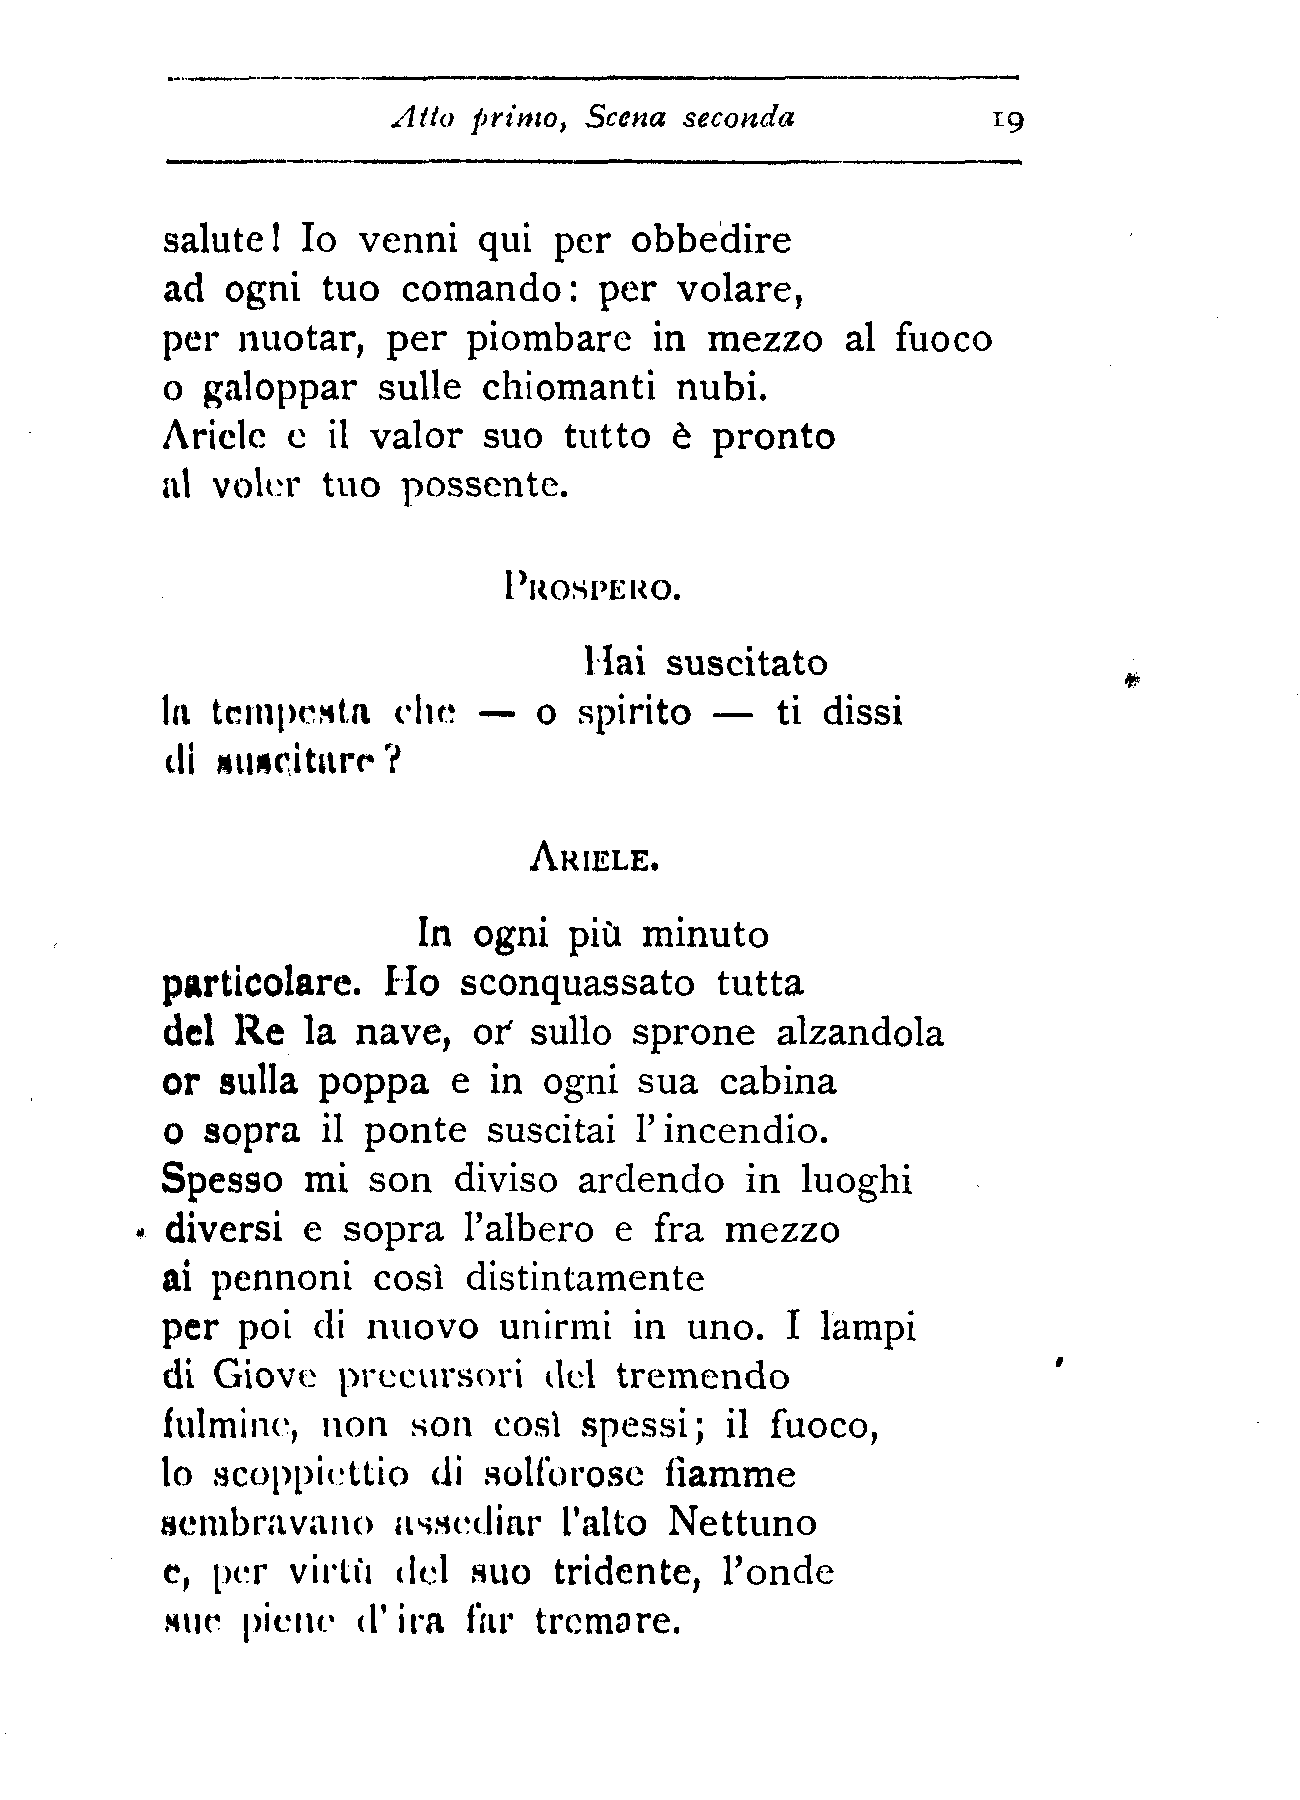 Atto primo, Scena seconda 19
salute! Io venni qui per obbedire
ad ogni tuo comando: per volare,
per nuotar, per piombare in mezzo al fuoco
o galoppar sulle chiomanti nubi.
Ariele e il valor suo tutto è pronto
al voler tuo possente.
PROSPERO.
Hai suscitato
la tempesta che — o spirito — ti dissi
di suscitare?
ARIELE.
In ogni più minuto
particolare. Ho sconquassato tutta
del Re la nave, or sullo sprone alzandola
or sulla poppa e in ogni sua cabina
o sopra il ponte suscitai l'incendio.
Spesso mi son diviso ardendo in luoghi
diversi e sopra l'albero e fra mezzo
ai pennoni così distintamente
per poi di nuovo unirmi in uno. I lampi
di Giove precursori del tremendo
fulmine, non son così spessi; il fuoco,
lo scoppiettio di solforose fiamme
sembravano assediar l'alto Nettuno
e, per virtù del suo tridente, l'onde
sue piene d'ira far tremare.